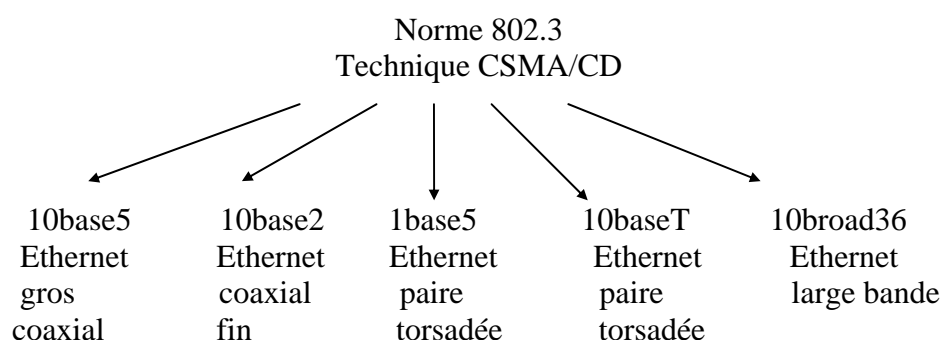 Norme 802.3
Technique CSMA/CD
10base5
Ethernet
gros
coaxial
10base2
Ethernet
coaxial
fin
1base5
Ethernet
paire
torsadée
10baseT
Ethernet
paire
torsadée
10broad36
Ethernet
large bande